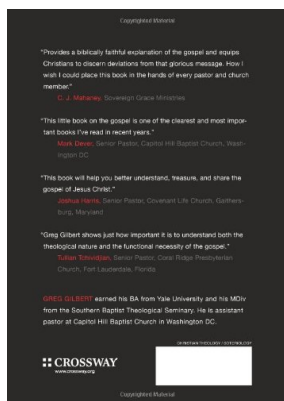 Copyrighted Material
"Provides a biblically faithful explanation of the gospel and equips
Christians to discern deviations from that glorious message. How I
wish I could place this book in the hands of every pastor and church
member."
C. J. Mahaney, Sovereign Grace Ministries
"This little book on the gospel is one of the clearest and most impor-
tant books I've read in recent years."
Mark Dever, Senior Pastor, Capitol Hill Baptist Church, Wash-
ington DC
"This book will help you better understand, treasure, and share the
gospel of Jesus Christ."
Joshua Harris, Senior Pastor, Covenant Life Church, Gaithers-
burg, Maryland
"Greg Gilbert shows just how important it is to understand both the
theological nature and the functional necessity of the gospel."
Tullian Tchividjian, Senior Pastor, Coral Ridge Presbyterian
Church, Fort Lauderdale, Florida
GREG GILBERT earned his BA from Yale University and his MDiv
from the Southern Baptist Theological Seminary. He is assistant
pastor at Capitol Hill Baptist Church in Washington DC.
CHRISTIAN THEOLOGY / SOTERIOLOGY
CROSSWAY
www.crossway.org
Copyrighted Material